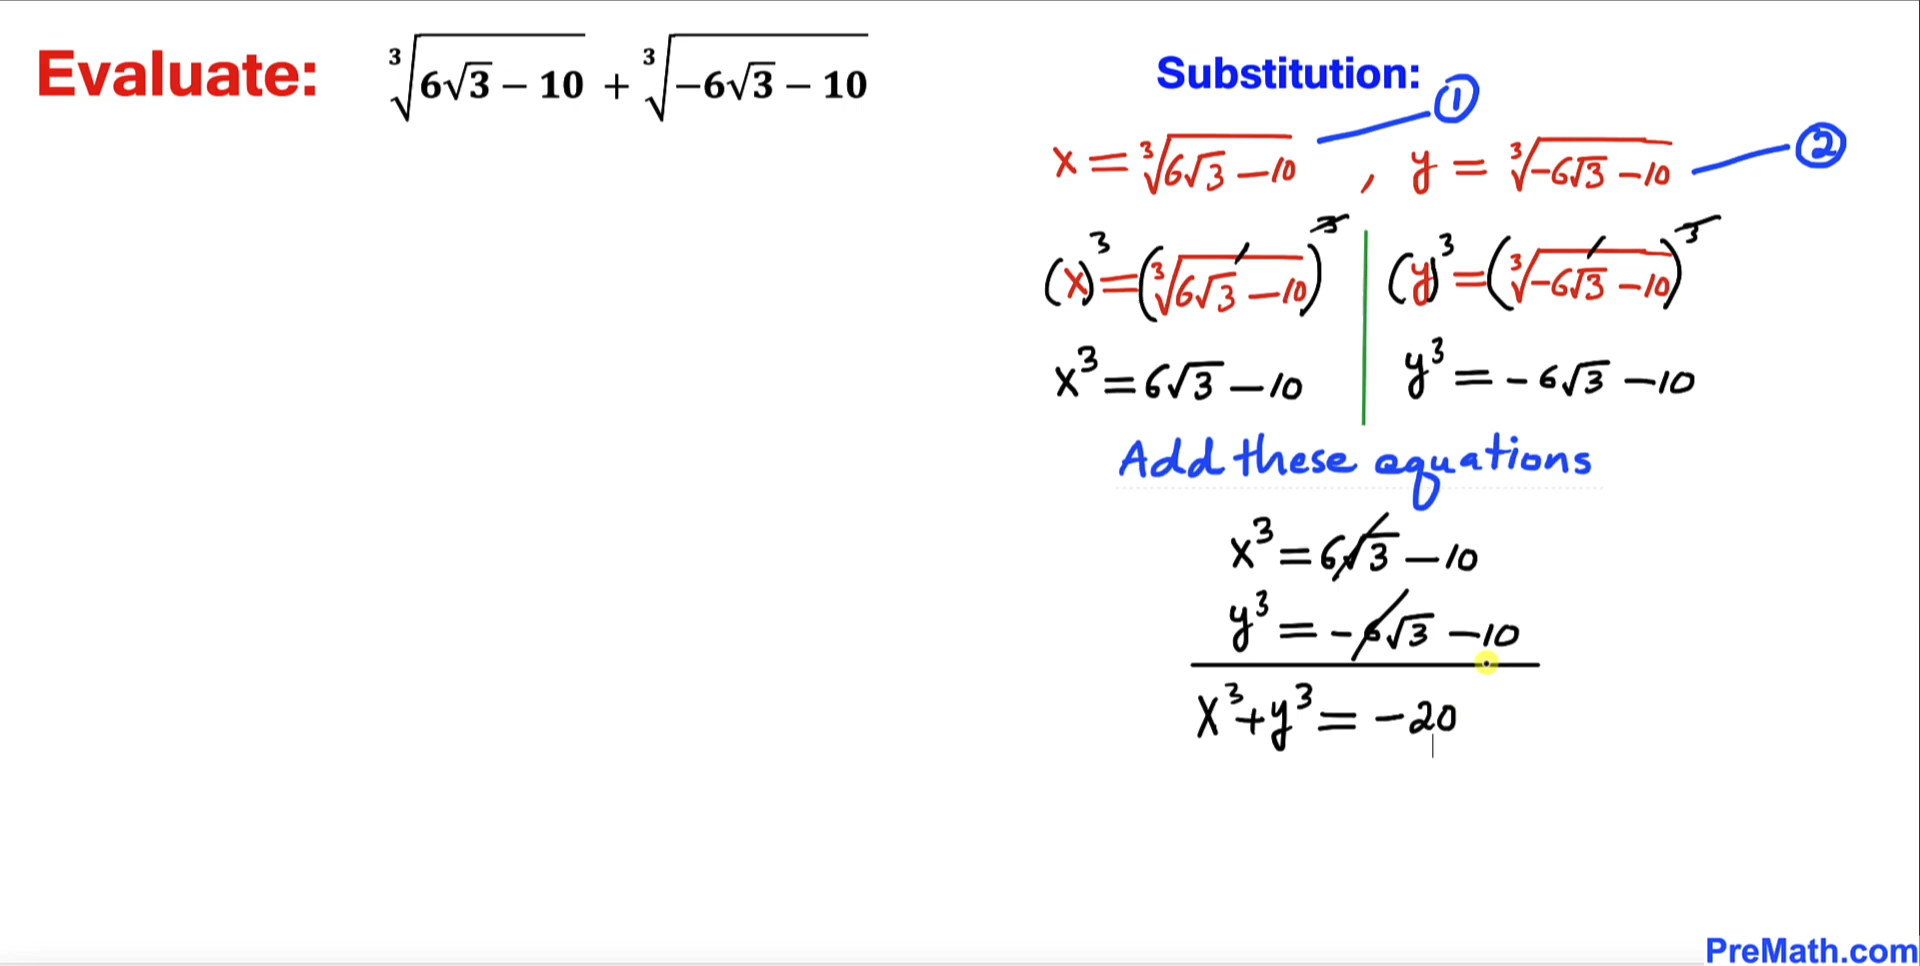 Evaluate: ∛(6√3 – 10) + ∛(–6√3 – 10)
Substitution:
x = ∛(6√3 – 10) ①, y = ∛(–6√3 – 10) ②
(x)³ = (∛(6√3 – 10))³ | (y)³ = (∛(–6√3 – 10))³
x³ = 6√3 – 10 | y³ = – 6√3 – 10
Add these equations
x³ = 6√3 – 10
y³ = – 6√3 – 10
x³ + y³ = – 20
PreMath.com